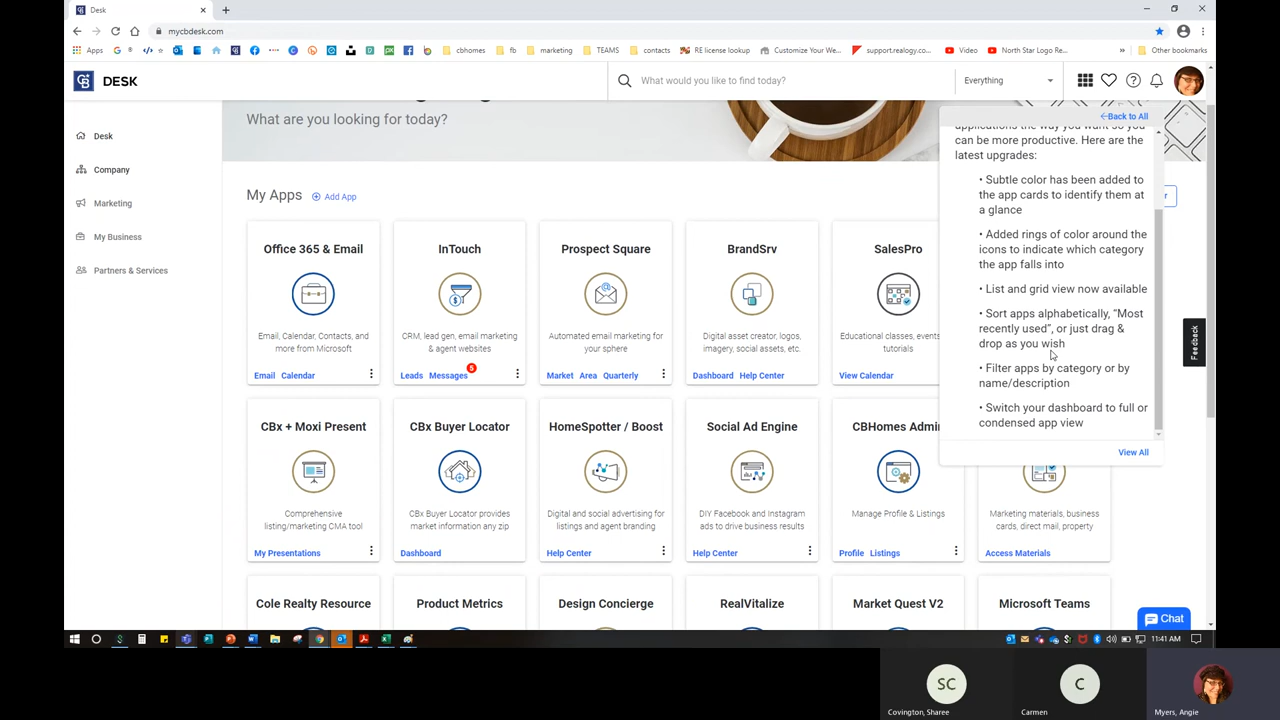 Desk
mycbdesk.com
Apps
cbhomes
fb
marketing
TEAMS
contacts
RE license lookup
Customize Your We...
support.realogy.co...
Video
North Star Logo Re...
Other bookmarks
DESK
What would you like to find today?
Everything
What are you looking for today?
Back to All
Desk
Company
Marketing
My Business
Partners & Services
can be more productive. Here are the
latest upgrades:
• Subtle color has been added to
the app cards to identify them at
a glance
• Added rings of color around the
icons to indicate which category
the app falls into
• List and grid view now available
• Sort apps alphabetically, “Most
recently used”, or just drag &
drop as you wish
• Filter apps by category or by
name/description
• Switch your dashboard to full or
condensed app view
View All
My Apps
Add App
Office 365 & Email
Email, Calendar, Contacts, and
more from Microsoft
Email Calendar
InTouch
CRM, lead gen, email marketing
& agent websites
Leads Messages
5
Prospect Square
Automated email marketing for
your sphere
Market Area Quarterly
BrandSrv
Digital asset creator, logos,
imagery, social assets, etc.
Dashboard Help Center
SalesPro
Educational classes, events,
tutorials
View Calendar
CBx + Moxi Present
Comprehensive
listing/marketing CMA tool
My Presentations
CBx Buyer Locator
CBx Buyer Locator provides
market information any zip
Dashboard
HomeSpotter / Boost
Digital and social advertising for
listings and agent branding
Help Center
Social Ad Engine
DIY Facebook and Instagram
ads to drive business results
Help Center
CBHomes Admin
Manage Profile & Listings
Profile Listings
Marketing materials, business
cards, direct mail, property
Access Materials
Cole Realty Resource
Product Metrics
Design Concierge
RealVitalize
Market Quest V2
Microsoft Teams
Feedback
Chat
11:41 AM
SC
Covington, Sharee
C
Carmen
Myers, Angie